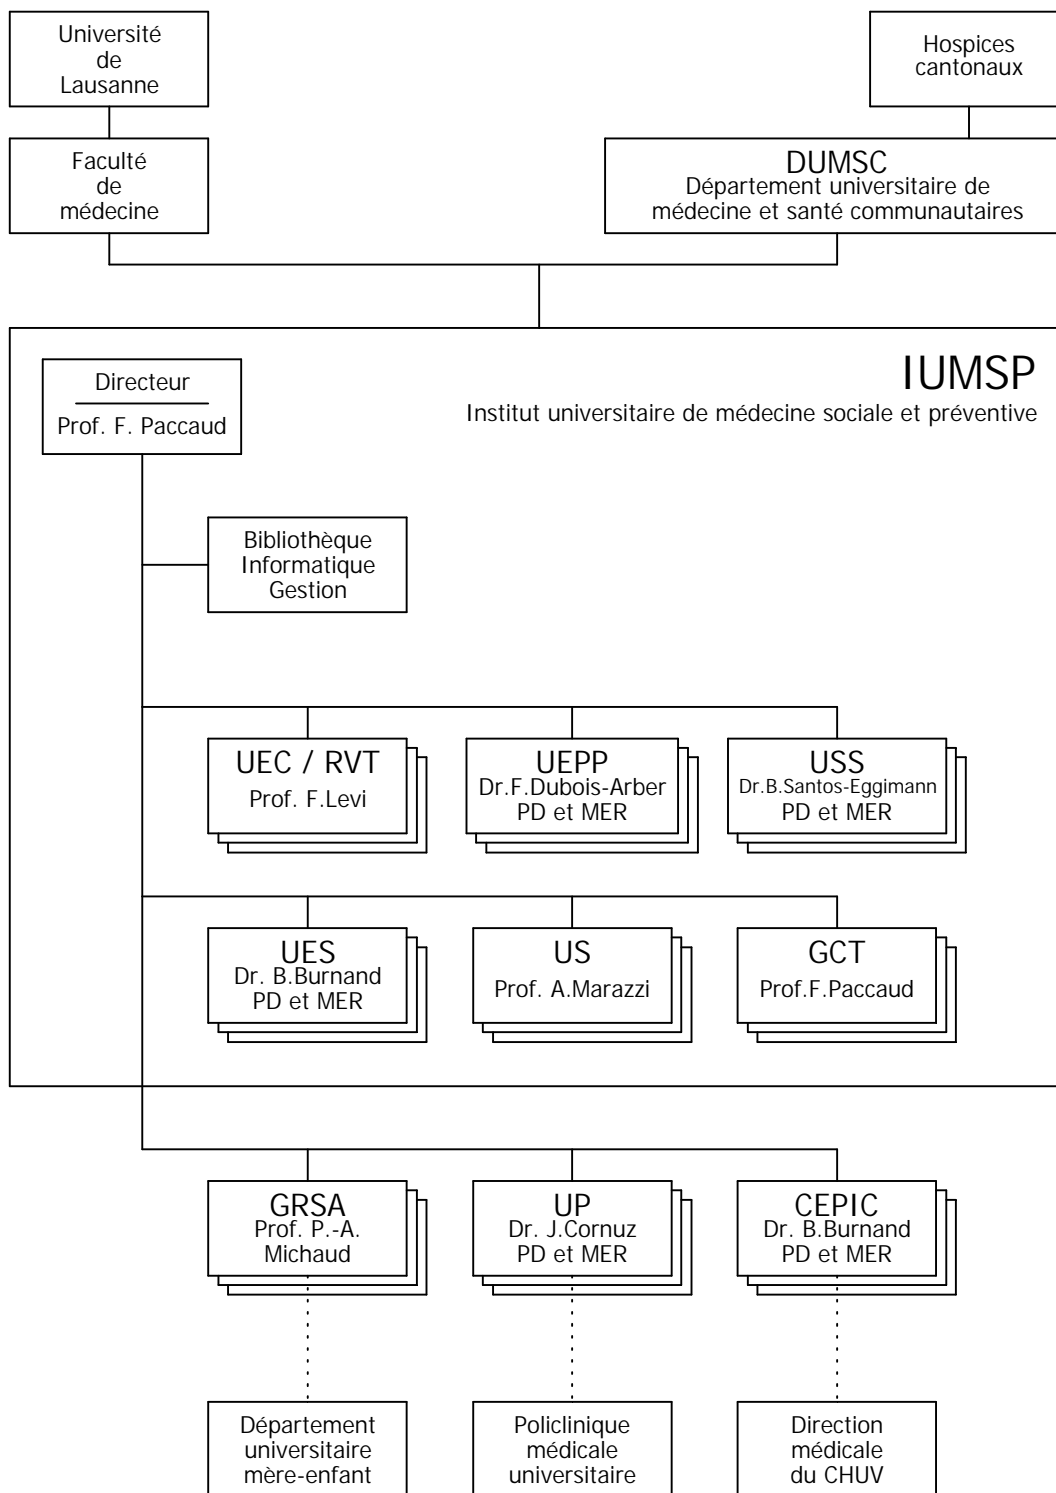 Université
de
Lausanne
Hospices
cantonaux
Faculté
de
médecine
DUMSC
Département universitaire de
médecine et santé communautaires
IUMSP
Institut universitaire de médecine sociale et préventive
Directeur
Prof. F. Paccaud
Bibliothèque
Informatique
Gestion
UEC / RVT
Prof. F.Levi
UEPP
Dr.F.Dubois-Arber
PD et MER
USS
Dr.B.Santos-Eggimann
PD et MER
UES
Dr. B.Burnand
PD et MER
US
Prof. A.Marazzi
GCT
Prof.F.Paccaud
GRSA
Prof. P.-A.
Michaud
UP
Dr. J.Cornuz
PD et MER
CEPIC
Dr. B.Burnand
PD et MER
Département
universitaire
mère-enfant
Policlinique
médicale
universitaire
Direction
médicale
du CHUV